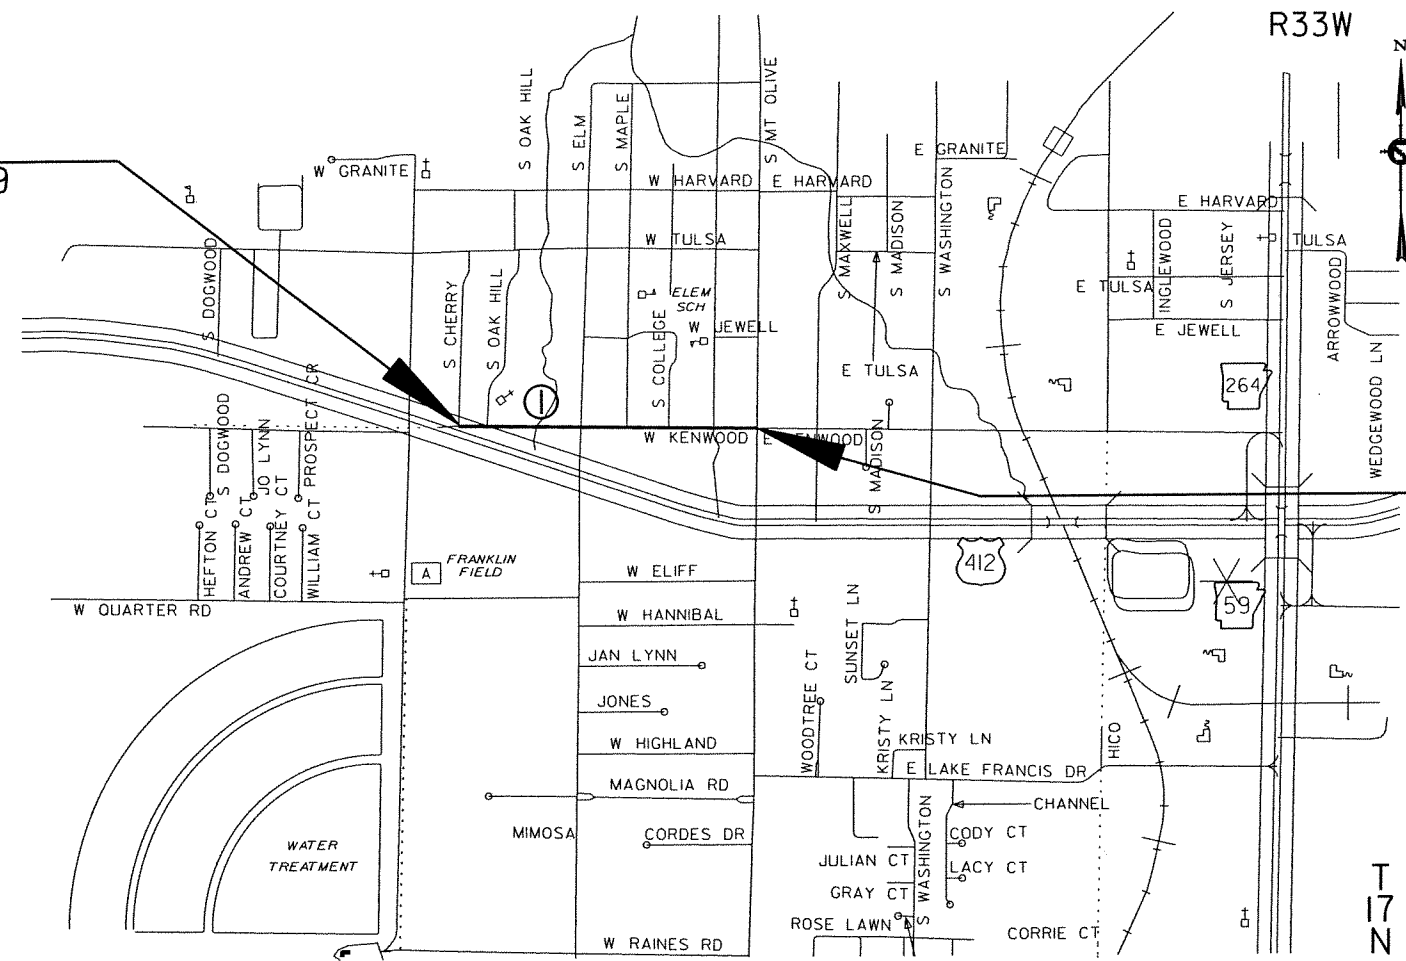 R33W
N
9
S OAK HILL
S ELM
S MAPLE
S MT OLIVE
W GRANITE
E GRANITE
W HARVARD
E HARVARD
E HARVARD
S MAXWELL
S MADISON
S WASHINGTON
W TULSA
TULSA
S DOGWOOD
S CHERRY
S OAK HILL
ELEM
SCH
S COLLEGE
W JEWELL
E TULSA
INGLEWOOD
S JERSEY
E JEWELL
ARROWWOOD
WEDGEWOOD LN
E TULSA
264
1
W KENWOOD
E KENWOOD
S MADISON
S DOGWOOD
JO LYNN
PROSPECT CR
HEFTON CT
ANDREW CT
COURTNEY CT
WILLIAM CT
A
FRANKLIN
FIELD
412
59
W QUARTER RD
W ELIFF
W HANNIBAL
JAN LYNN
JONES
W HIGHLAND
MAGNOLIA RD
MIMOSA
CORDES DR
WOODTREE CT
SUNSET LN
KRISTY LN
KRISTY LN
E LAKE FRANCIS DR
HICO
CHANNEL
S WASHINGTON
CODY CT
JULIAN CT
LACY CT
GRAY CT
ROSE LAWN
CORRIE CT
WATER
TREATMENT
W RAINES RD
T
17
N